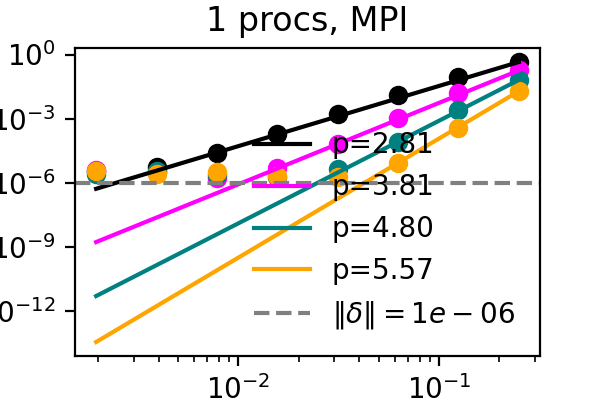 1 procs, MPI
10⁰
10⁻³
10⁻⁶
10⁻⁹
10⁻¹²
p=2.81
p=3.81
p=4.80
p=5.57
‖δ‖ = 1e − 06
10⁻² 10⁻¹